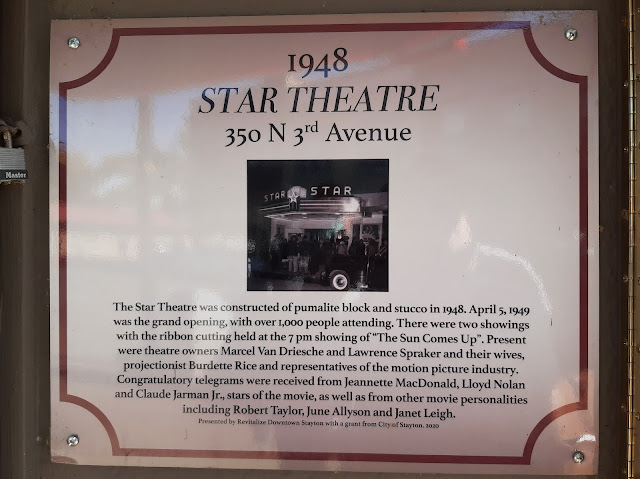 1948
STAR THEATRE
350 N 3rd Avenue
STAR STAR
The Star Theatre was constructed of pumalite block and stucco in 1948. April 5, 1949
was the grand opening, with over 1,000 people attending. There were two showings
with the ribbon cutting held at the 7 pm showing of "The Sun Comes Up". Present
were theatre owners Marcel Van Driesche and Lawrence Spraker and their wives,
projectionist Burdette Rice and representatives of the motion picture industry.
Congratulatory telegrams were received from Jeannette MacDonald, Lloyd Nolan
and Claude Jarman Jr., stars of the movie, as well as from other movie personalities
including Robert Taylor, June Allyson and Janet Leigh.
Presented by Revitalize Downtown Stayton with a grant from City of Stayton. 2020
Master